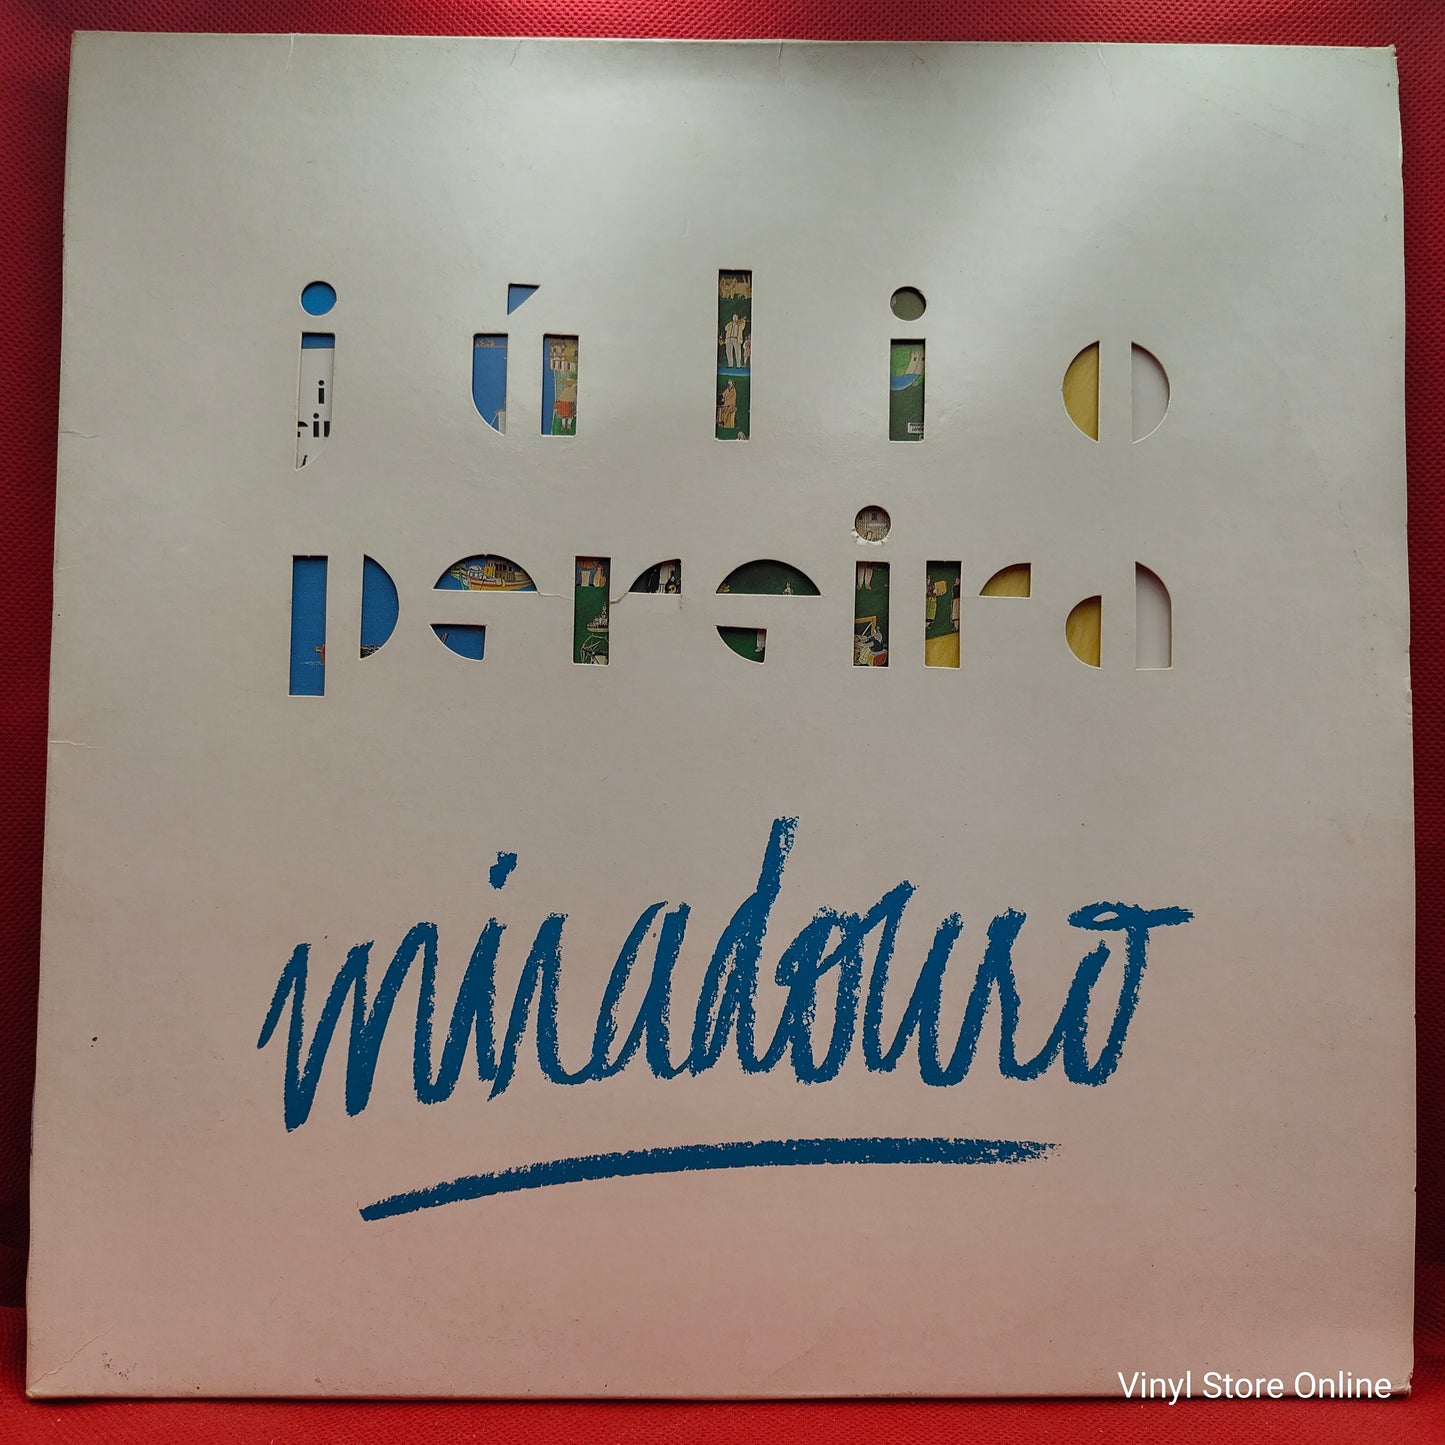 júlio
pereira
miradouro
Vinyl Store Online